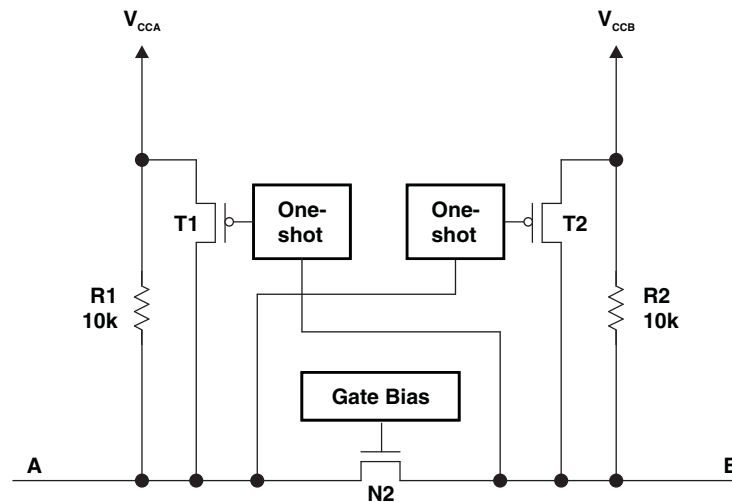 VCCA
VCCB
One-
shot
One-
shot
T1
T2
R1
10k
R2
10k
Gate Bias
A
B
N2